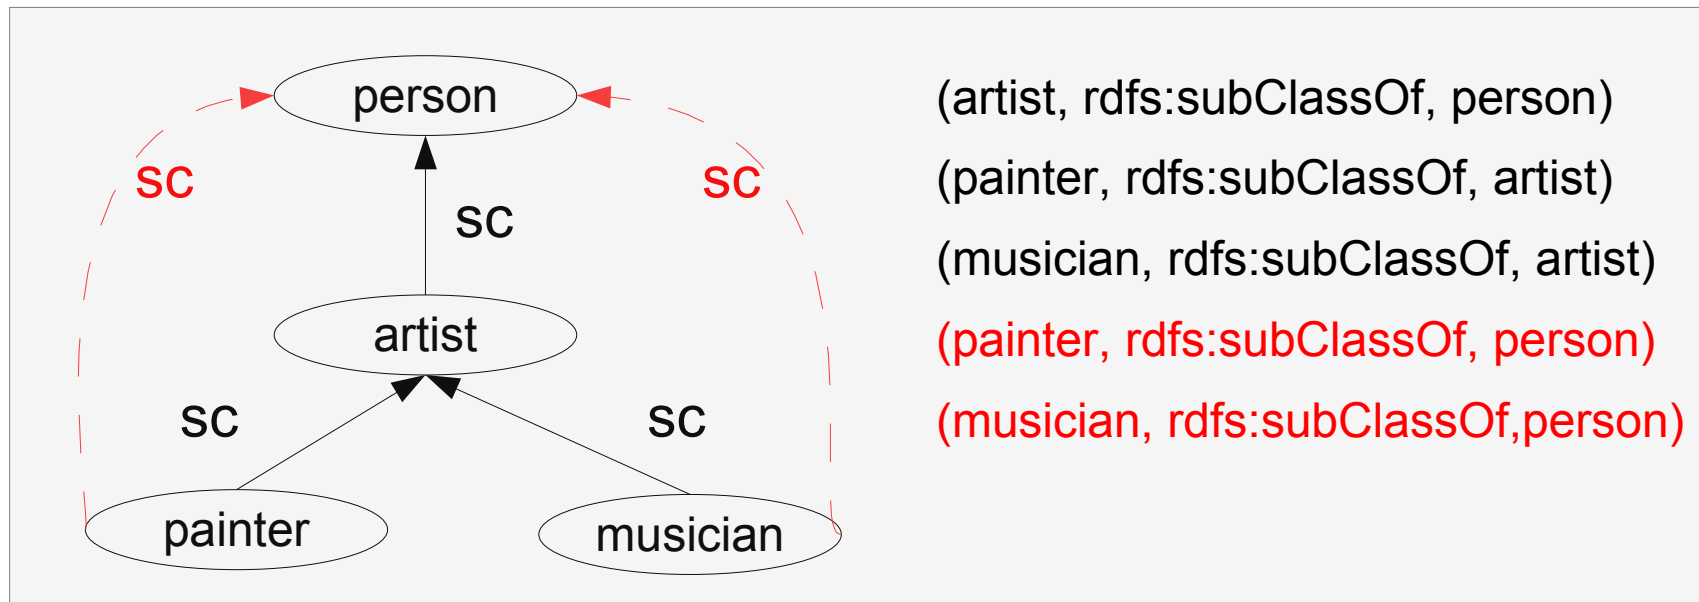 person
sc
sc
sc
artist
sc
sc
painter
musician
(artist, rdfs:subClassOf, person)
(painter, rdfs:subClassOf, artist)
(musician, rdfs:subClassOf, artist)
(painter, rdfs:subClassOf, person)
(musician, rdfs:subClassOf,person)